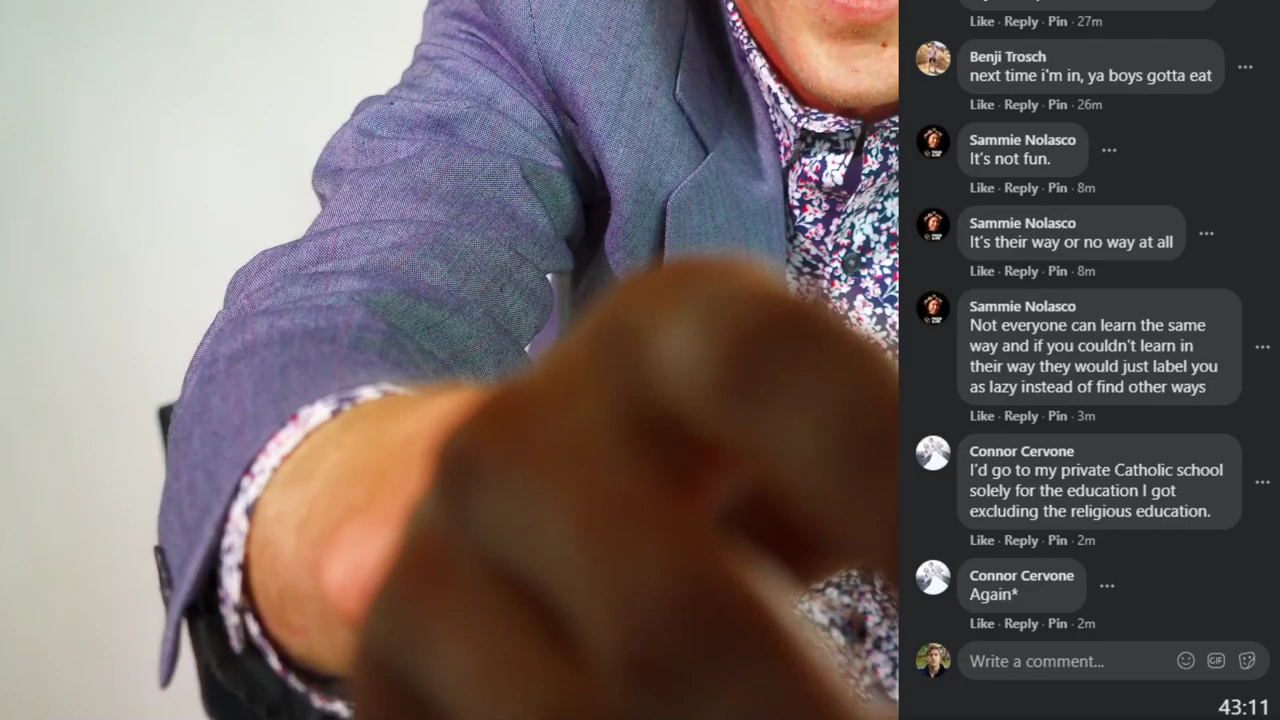 Like · Reply · Pin · 27m
Benji Trosch
next time i'm in, ya boys gotta eat
Like · Reply · Pin · 26m
Sammie Nolasco
It's not fun.
Like · Reply · Pin · 8m
Sammie Nolasco
It's their way or no way at all
Like · Reply · Pin · 8m
Sammie Nolasco
Not everyone can learn the same
way and if you couldn't learn in
their way they would just label you
as lazy instead of find other ways
Like · Reply · Pin · 3m
Connor Cervone
I'd go to my private Catholic school
solely for the education I got
excluding the religious education.
Like · Reply · Pin · 2m
Connor Cervone
Again*
Like · Reply · Pin · 2m
Write a comment...
GIF
43:11